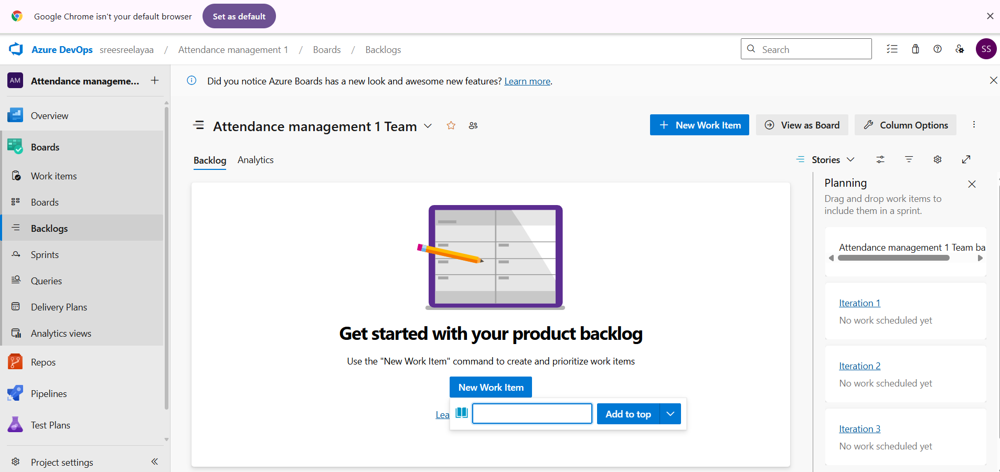 Google Chrome isn't your default browser Set as default
Azure DevOps sreesreelayaa / Attendance management 1 / Boards / Backlogs Search SS
AM Attendance manageme...
Did you notice Azure Boards has a new look and awesome new features? Learn more.
Overview
Boards
Work items
Boards
Backlogs
Sprints
Queries
Delivery Plans
Analytics views
Repos
Pipelines
Test Plans
Project settings
Attendance management 1 Team
New Work Item View as Board Column Options
Backlog Analytics
Stories
Get started with your product backlog
Use the "New Work Item" command to create and prioritize work items
New Work Item
Lea
Add to top
Planning
Drag and drop work items to
include them in a sprint.
Attendance management 1 Team ba
Iteration 1
No work scheduled yet
Iteration 2
No work scheduled yet
Iteration 3
No work scheduled yet